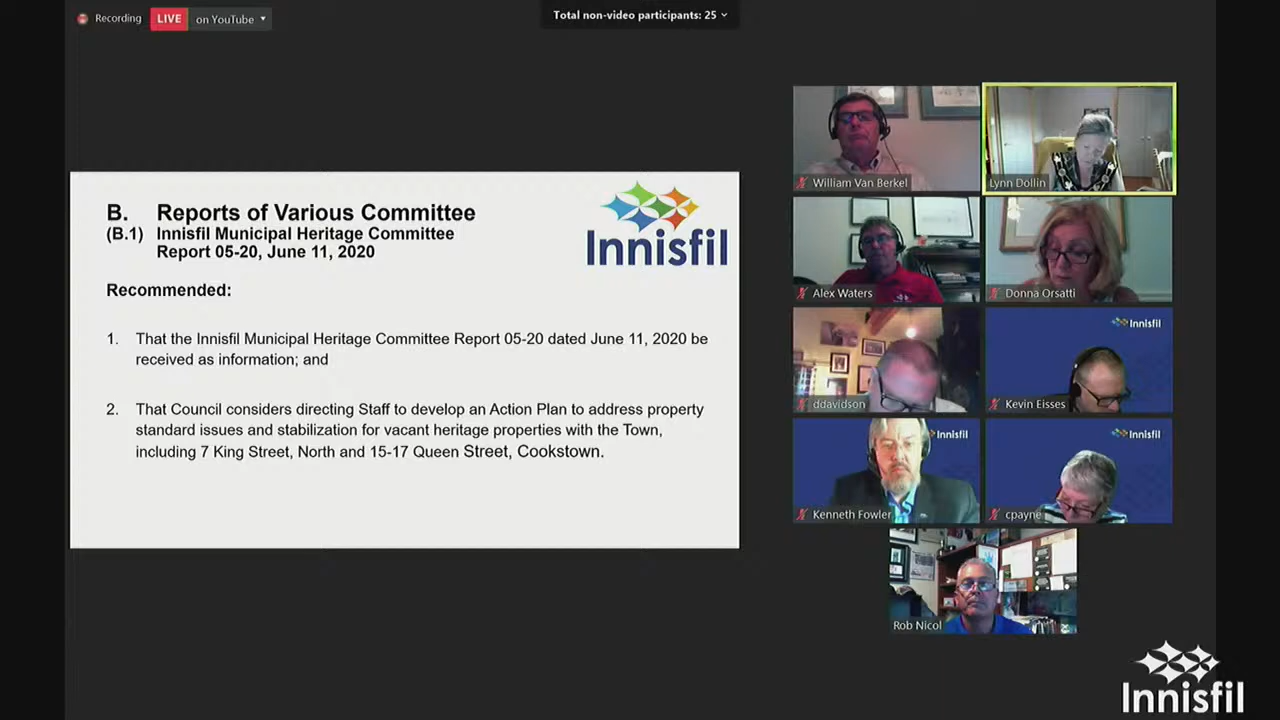 Recording
LIVE on YouTube
Total non-video participants: 25
B. Reports of Various Committee
(B.1) Innisfil Municipal Heritage Committee
Report 05-20, June 11, 2020
Innisfil
Recommended:
1. That the Innisfil Municipal Heritage Committee Report 05-20 dated June 11, 2020 be
received as information; and
2. That Council considers directing Staff to develop an Action Plan to address property
standard issues and stabilization for vacant heritage properties with the Town,
including 7 King Street, North and 15-17 Queen Street, Cookstown.
William Van Berkel
Lynn Dollin
Alex Waters
Donna Orsatti
ddavidson
Innisfil
Kevin Eisses
Innisfil
Kenneth Fowler
Innisfil
cpayne
Rob Nicol
Innisfil